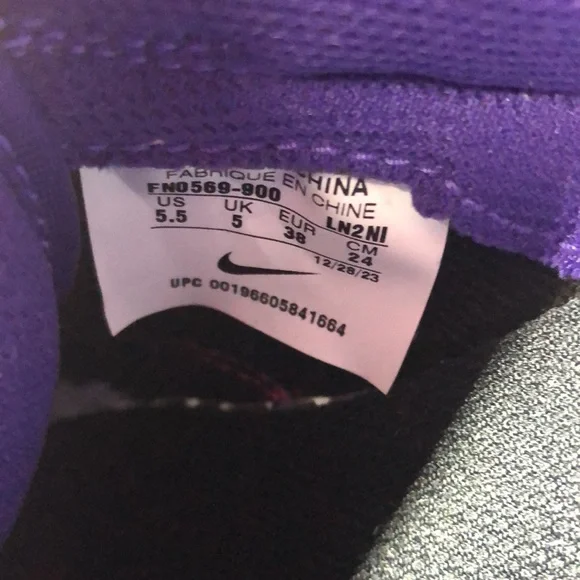 CHINA
FABRIQUE EN CHINE
FN0569-900 LN2NI
US UK EUR CM
5.5 5 38 24
12/28/23
UPC 00196605841664